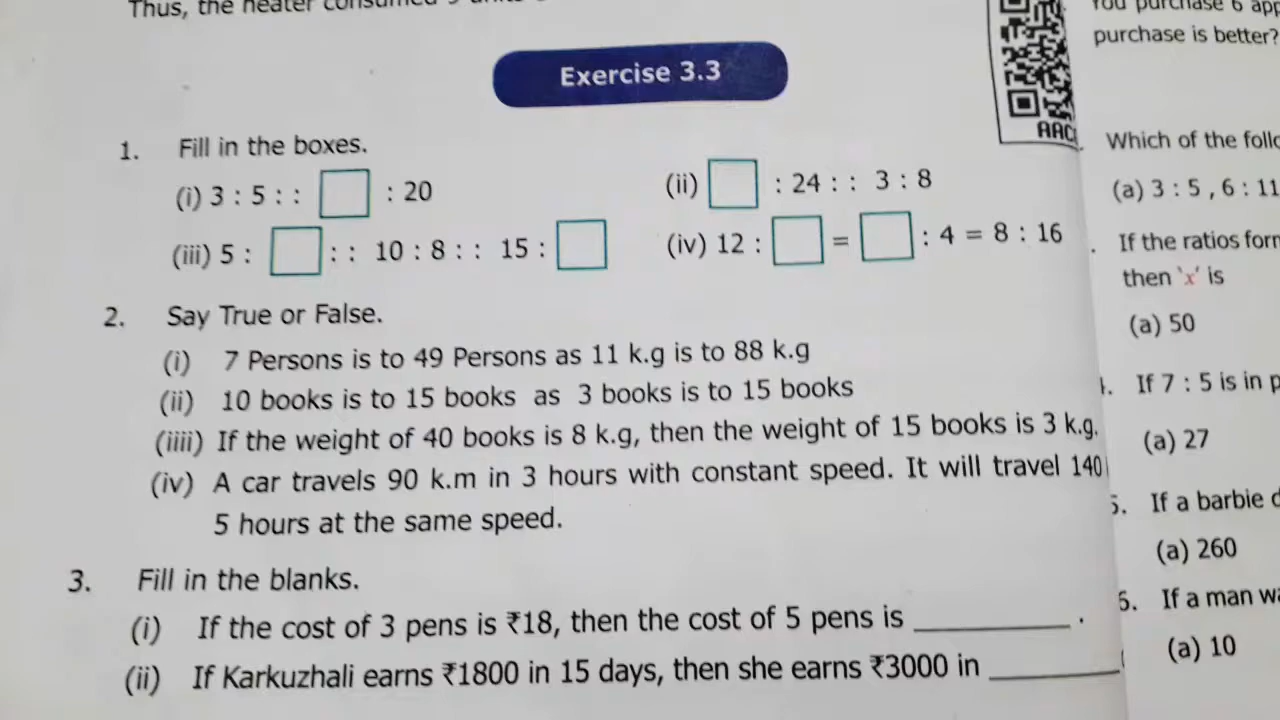 Thus, the heater consumed
Exercise 3.3
1. Fill in the boxes.
(i) 3 : 5 : : : 20
(ii) : 24 : : 3 : 8
(iii) 5 : : : 10 : 8 : : 15 :
(iv) 12 : = : 4 = 8 : 16
2. Say True or False.
(i) 7 Persons is to 49 Persons as 11 k.g is to 88 k.g
(ii) 10 books is to 15 books as 3 books is to 15 books
(iiii) If the weight of 40 books is 8 k.g, then the weight of 15 books is 3 k.g.
(iv) A car travels 90 k.m in 3 hours with constant speed. It will travel 140
5 hours at the same speed.
3. Fill in the blanks.
(i) If the cost of 3 pens is ₹18, then the cost of 5 pens is ________ .
(ii) If Karkuzhali earns ₹1800 in 15 days, then she earns ₹3000 in ________
AAC
You purchase 6
purchase is better?
Which of the
(a) 3 : 5 , 6 : 11
If the ratios
then 'x' is
(a) 50
If 7 : 5 is in
(a) 27
If a barbie
(a) 260
If a man
(a) 10